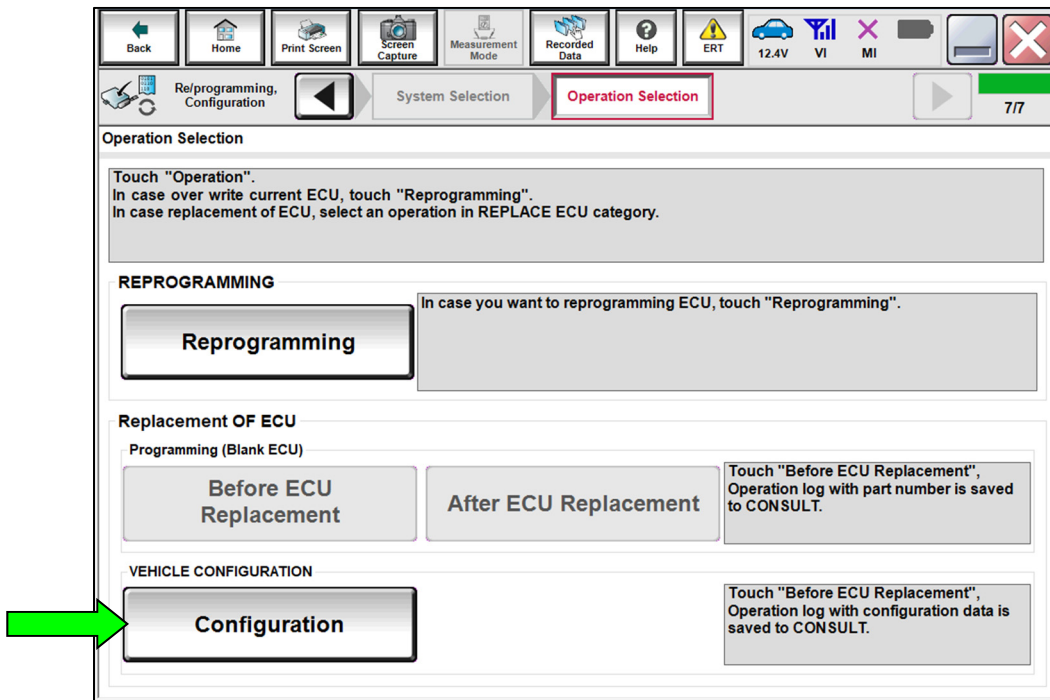 Back
Home
Print Screen
Screen
Capture
Measurement
Mode
Recorded
Data
Help
ERT
12.4V
VI
MI
Re/programming,
Configuration
System Selection
Operation Selection
7/7
Operation Selection
Touch "Operation".
In case over write current ECU, touch "Reprogramming".
In case replacement of ECU, select an operation in REPLACE ECU category.
REPROGRAMMING
Reprogramming
In case you want to reprogramming ECU, touch "Reprogramming".
Replacement OF ECU
Programming (Blank ECU)
Before ECU
Replacement
After ECU Replacement
Touch "Before ECU Replacement",
Operation log with part number is saved
to CONSULT.
VEHICLE CONFIGURATION
Configuration
Touch "Before ECU Replacement",
Operation log with configuration data is
saved to CONSULT.